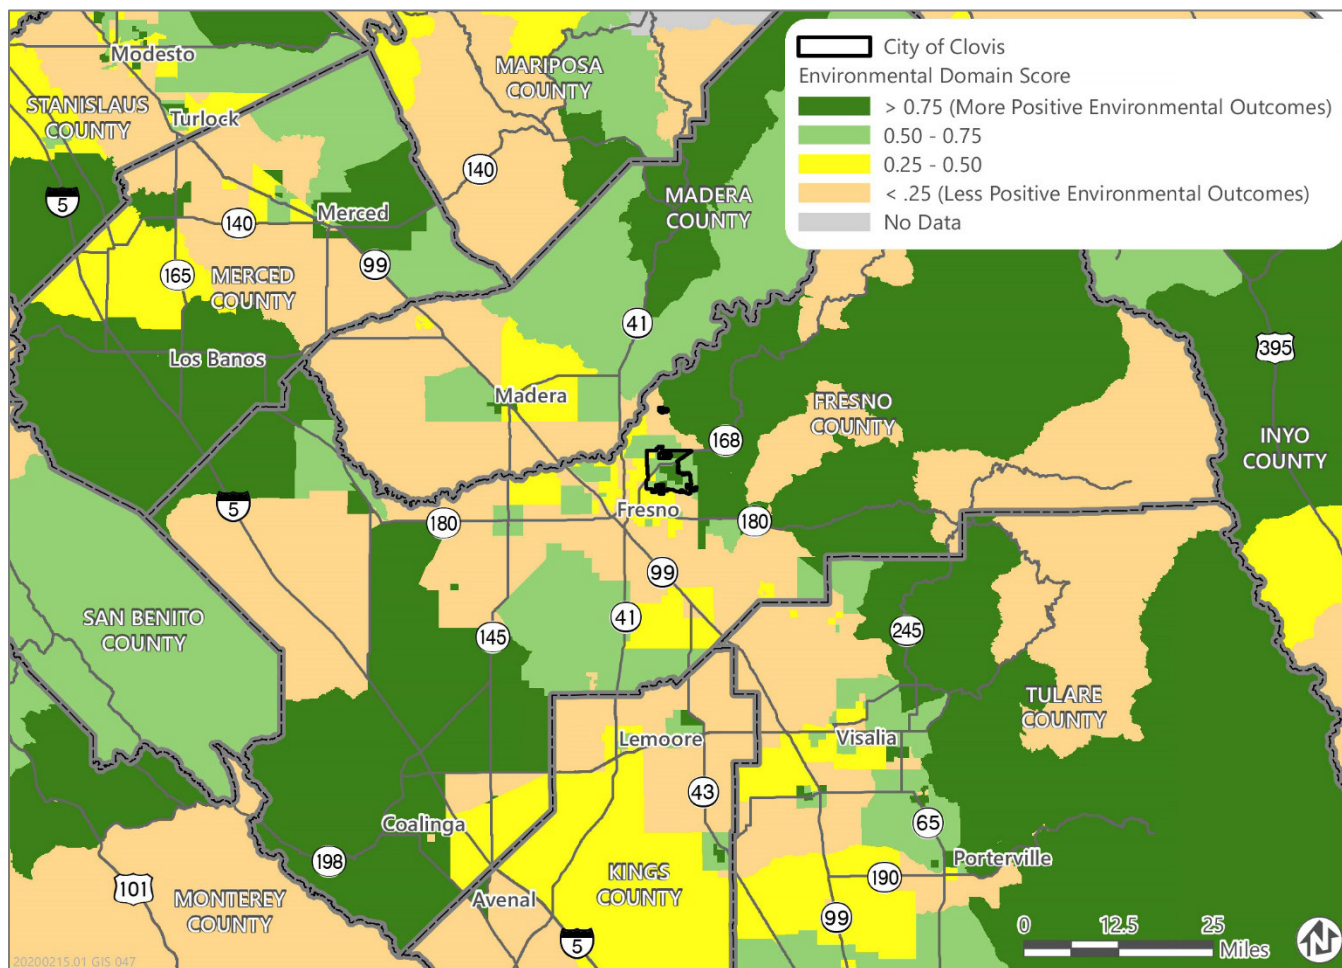 City of Clovis
Environmental Domain Score
> 0.75 (More Positive Environmental Outcomes)
0.50 - 0.75
0.25 - 0.50
< .25 (Less Positive Environmental Outcomes)
No Data
Modesto
MARIPOSA
COUNTY
STANISLAUS
COUNTY
Turlock
140
5
MADERA
COUNTY
Merced
140
99
165
MERCED
COUNTY
41
395
Los Banos
Madera
FRESNO
COUNTY
168
INYO
COUNTY
5
180
Fresno
180
99
SAN BENITO
COUNTY
41
145
245
TULARE
COUNTY
Lemoore
Visalia
43
Coalinga
65
198
Porterville
KINGS
COUNTY
190
101
MONTEREY
COUNTY
Avenal
99
5
0 12.5 25
Miles
N
20200215.01 GIS 047